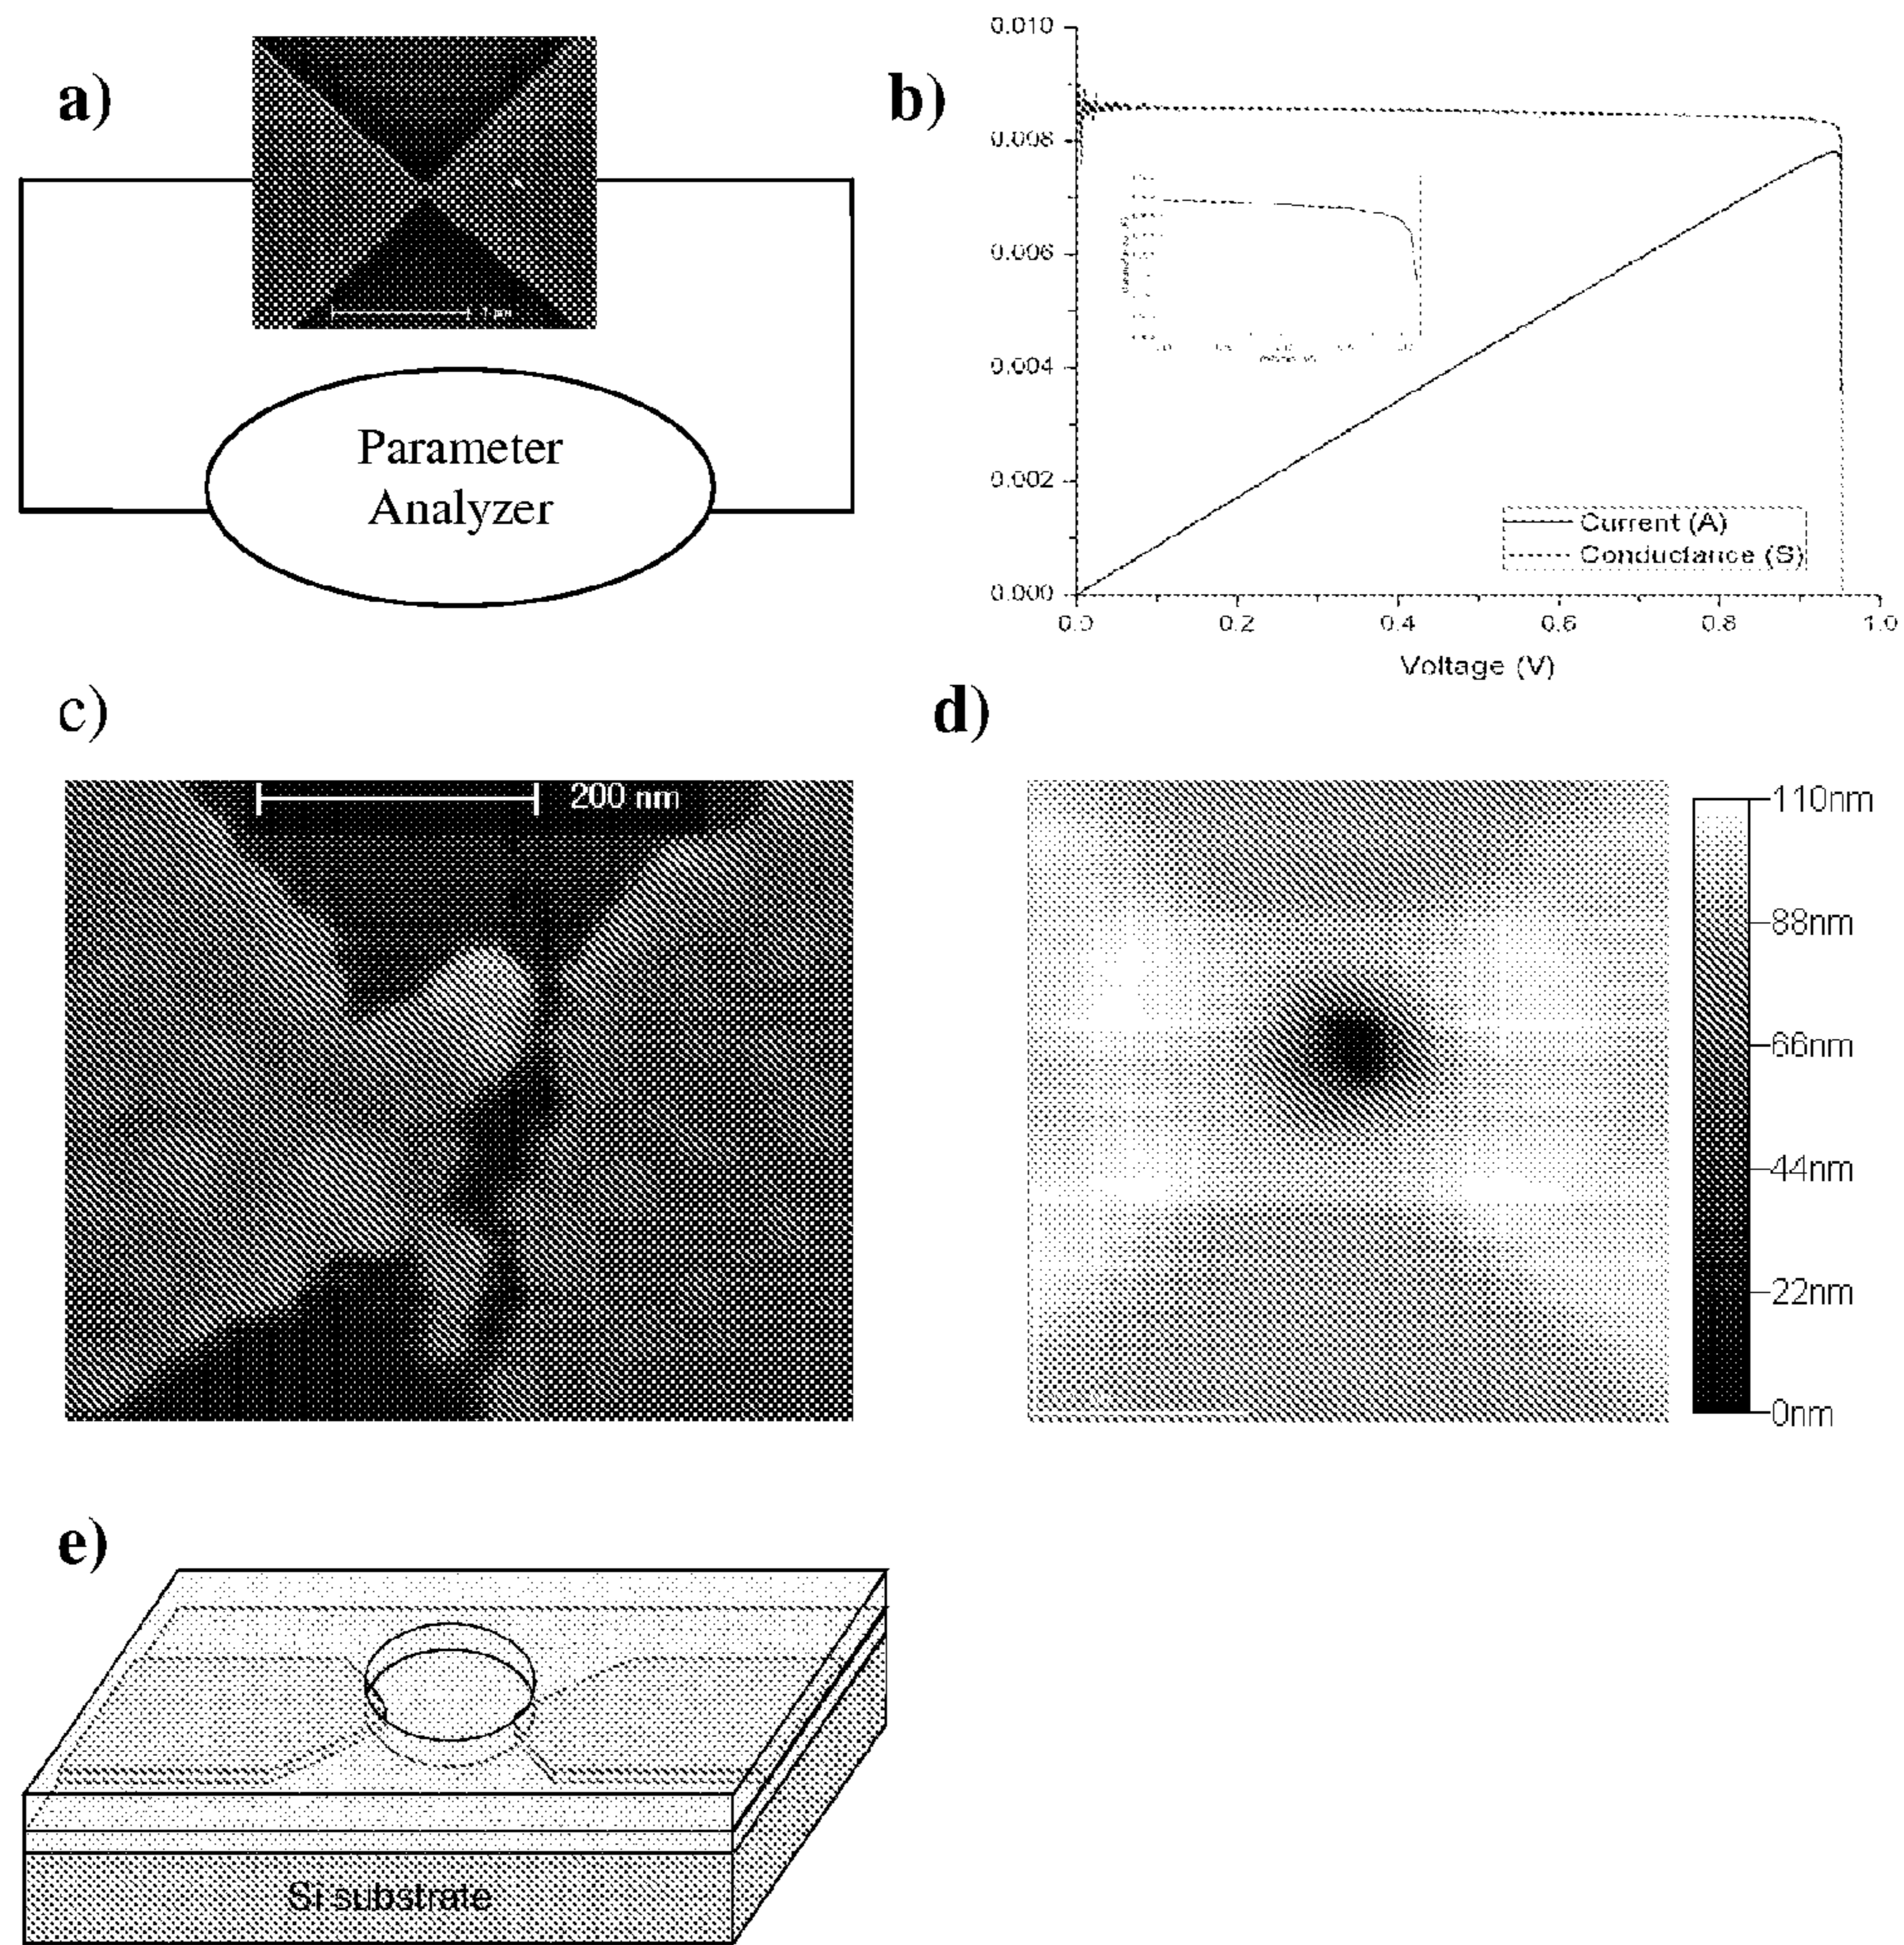 a)
1 μm
Parameter
Analyzer
b)
0.010
0.008
0.006
0.004
0.002
0.000
0.0
0.2
0.4
0.6
0.8
1.0
Voltage (V)
Current (A)
Conductance (S)
c)
200 nm
d)
110nm
88nm
66nm
44nm
22nm
0nm
e)
Si substrate